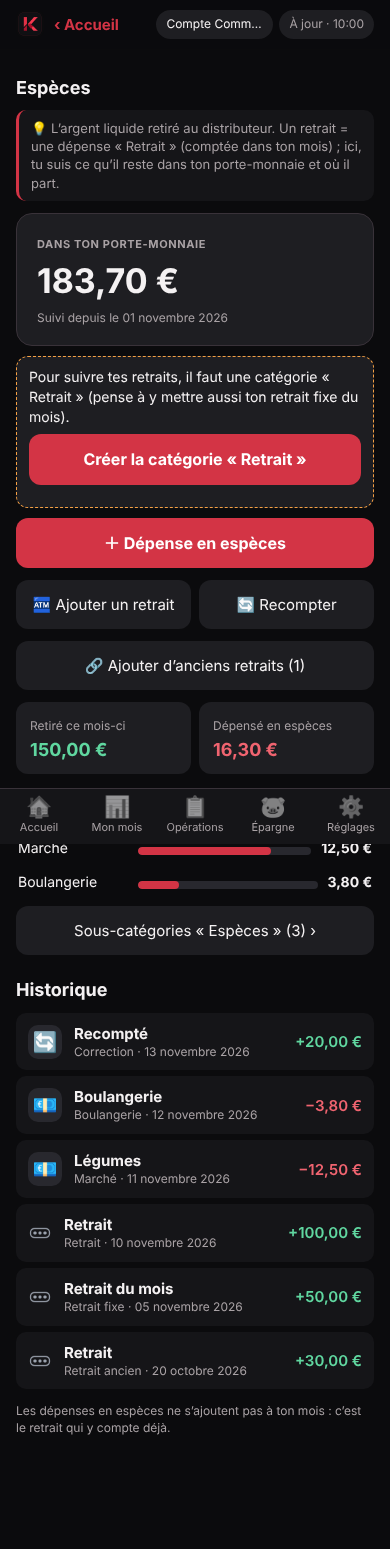 ‹ Accueil
Compte Comm...
À jour · 10:00
Espèces
💡 L’argent liquide retiré au distributeur. Un retrait =
une dépense « Retrait » (comptée dans ton mois) ; ici,
tu suis ce qu’il reste dans ton porte-monnaie et où il
part.
DANS TON PORTE-MONNAIE
183,70 €
Suivi depuis le 01 novembre 2026
Pour suivre tes retraits, il faut une catégorie «
Retrait » (pense à y mettre aussi ton retrait fixe du
mois).
Créer la catégorie « Retrait »
+ Dépense en espèces
🏧 Ajouter un retrait
🔄 Recompter
🔗 Ajouter d’anciens retraits (1)
Retiré ce mois-ci
150,00 €
Dépensé en espèces
16,30 €
Accueil
Mon mois
Opérations
Épargne
Réglages
Marché
12,50 €
Boulangerie
3,80 €
Sous-catégories « Espèces » (3) ›
Historique
Recompté
Correction · 13 novembre 2026
+20,00 €
Boulangerie
Boulangerie · 12 novembre 2026
−3,80 €
Légumes
Marché · 11 novembre 2026
−12,50 €
Retrait
Retrait · 10 novembre 2026
+100,00 €
Retrait du mois
Retrait fixe · 05 novembre 2026
+50,00 €
Retrait
Retrait ancien · 20 octobre 2026
+30,00 €
Les dépenses en espèces ne s’ajoutent pas à ton mois : c’est
le retrait qui y compte déjà.